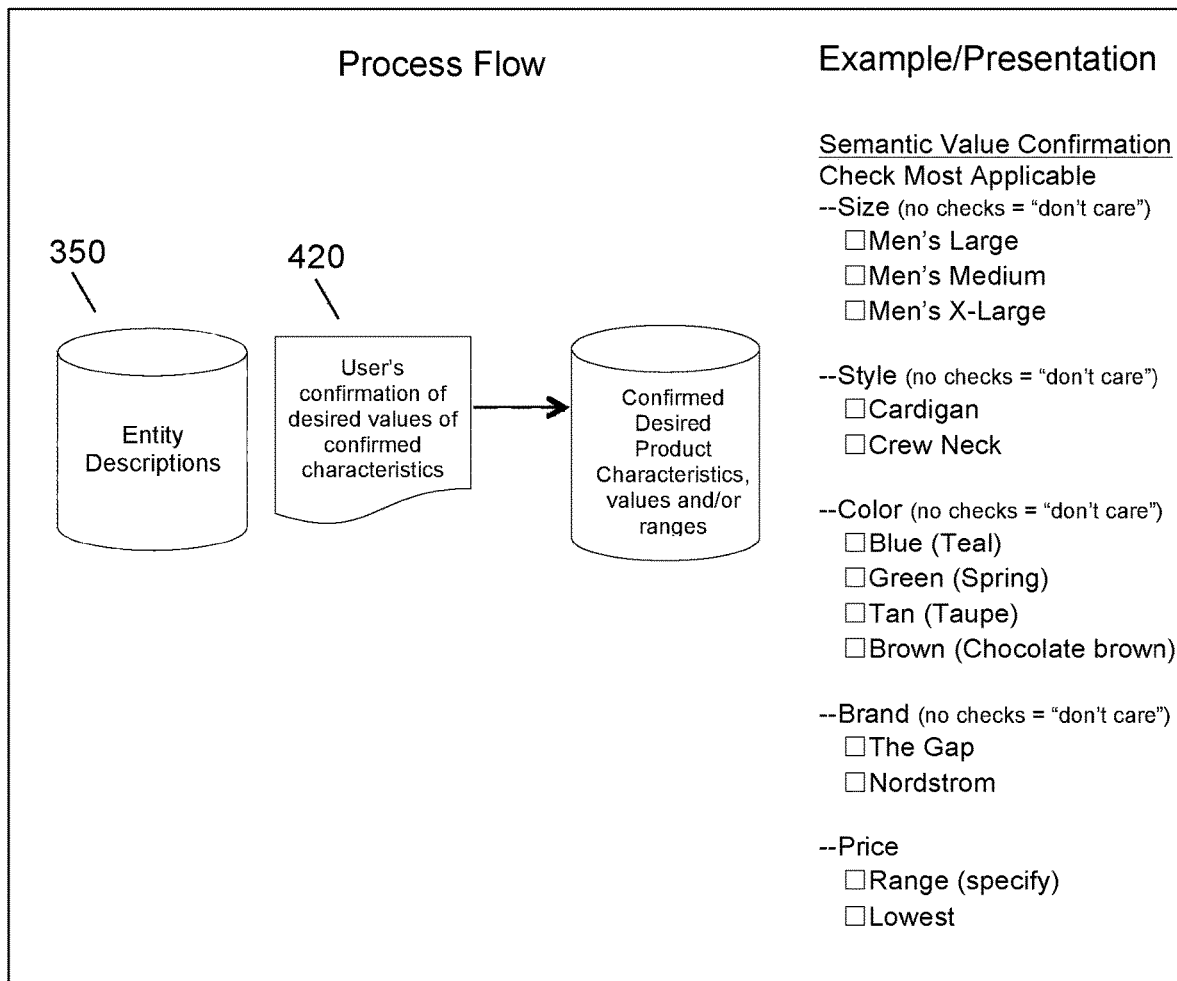 Process Flow
Example/Presentation
350
420
Entity
Descriptions
User's
confirmation of
desired values of
confirmed
characteristics
Confirmed
Desired
Product
Characteristics,
values and/or
ranges
Semantic Value Confirmation
Check Most Applicable
--Size (no checks = “don’t care”)
☐Men’s Large
☐Men’s Medium
☐Men’s X-Large
--Style (no checks = “don’t care”)
☐Cardigan
☐Crew Neck
--Color (no checks = “don’t care”)
☐Blue (Teal)
☐Green (Spring)
☐Tan (Taupe)
☐Brown (Chocolate brown)
--Brand (no checks = “don’t care”)
☐The Gap
☐Nordstrom
--Price
☐Range (specify)
☐Lowest